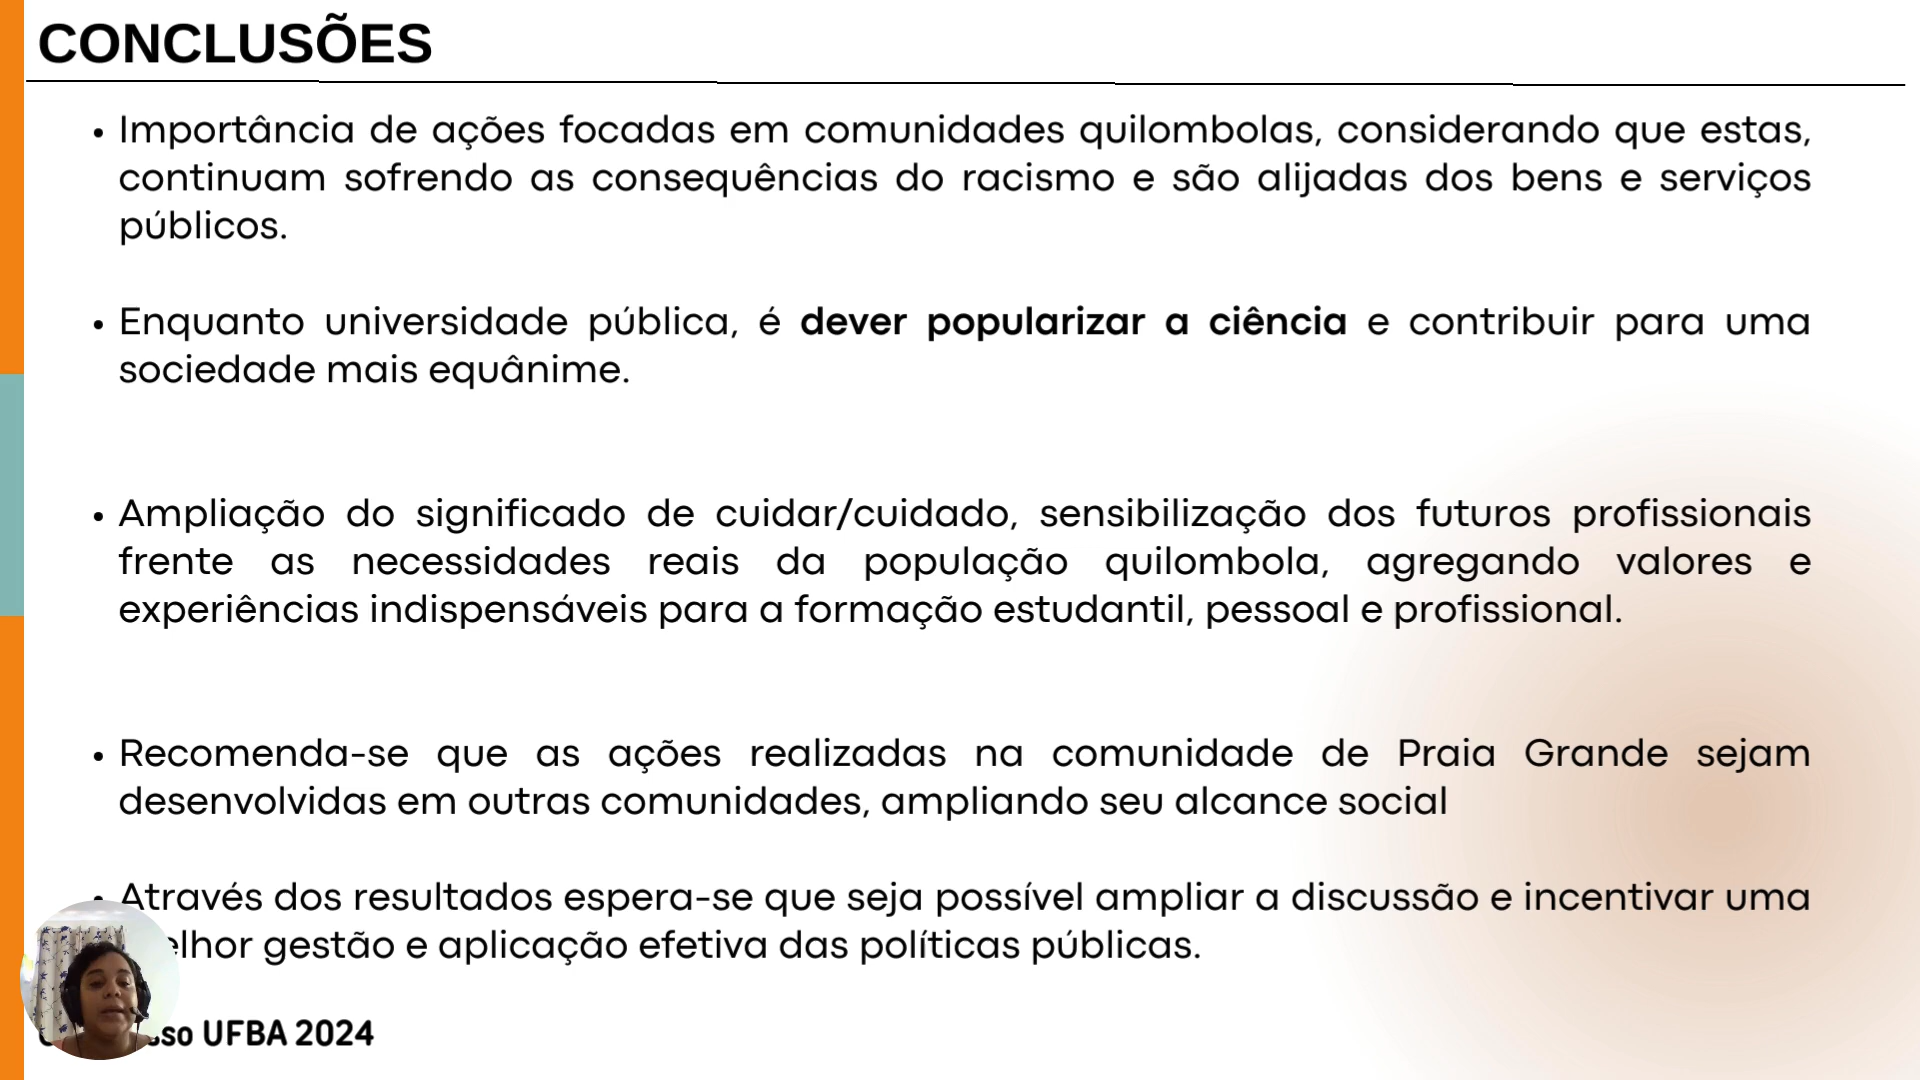 CONCLUSÕES
• Importância de ações focadas em comunidades quilombolas, considerando que estas,
continuam sofrendo as consequências do racismo e são alijadas dos bens e serviços
públicos.
• Enquanto universidade pública, é dever popularizar a ciência e contribuir para uma
sociedade mais equânime.
• Ampliação do significado de cuidar/cuidado, sensibilização dos futuros profissionais
frente as necessidades reais da população quilombola, agregando valores e
experiências indispensáveis para a formação estudantil, pessoal e profissional.
• Recomenda-se que as ações realizadas na comunidade de Praia Grande sejam
desenvolvidas em outras comunidades, ampliando seu alcance social
• Através dos resultados espera-se que seja possível ampliar a discussão e incentivar uma
gestão e aplicação efetiva das políticas públicas.
UFBA 2024